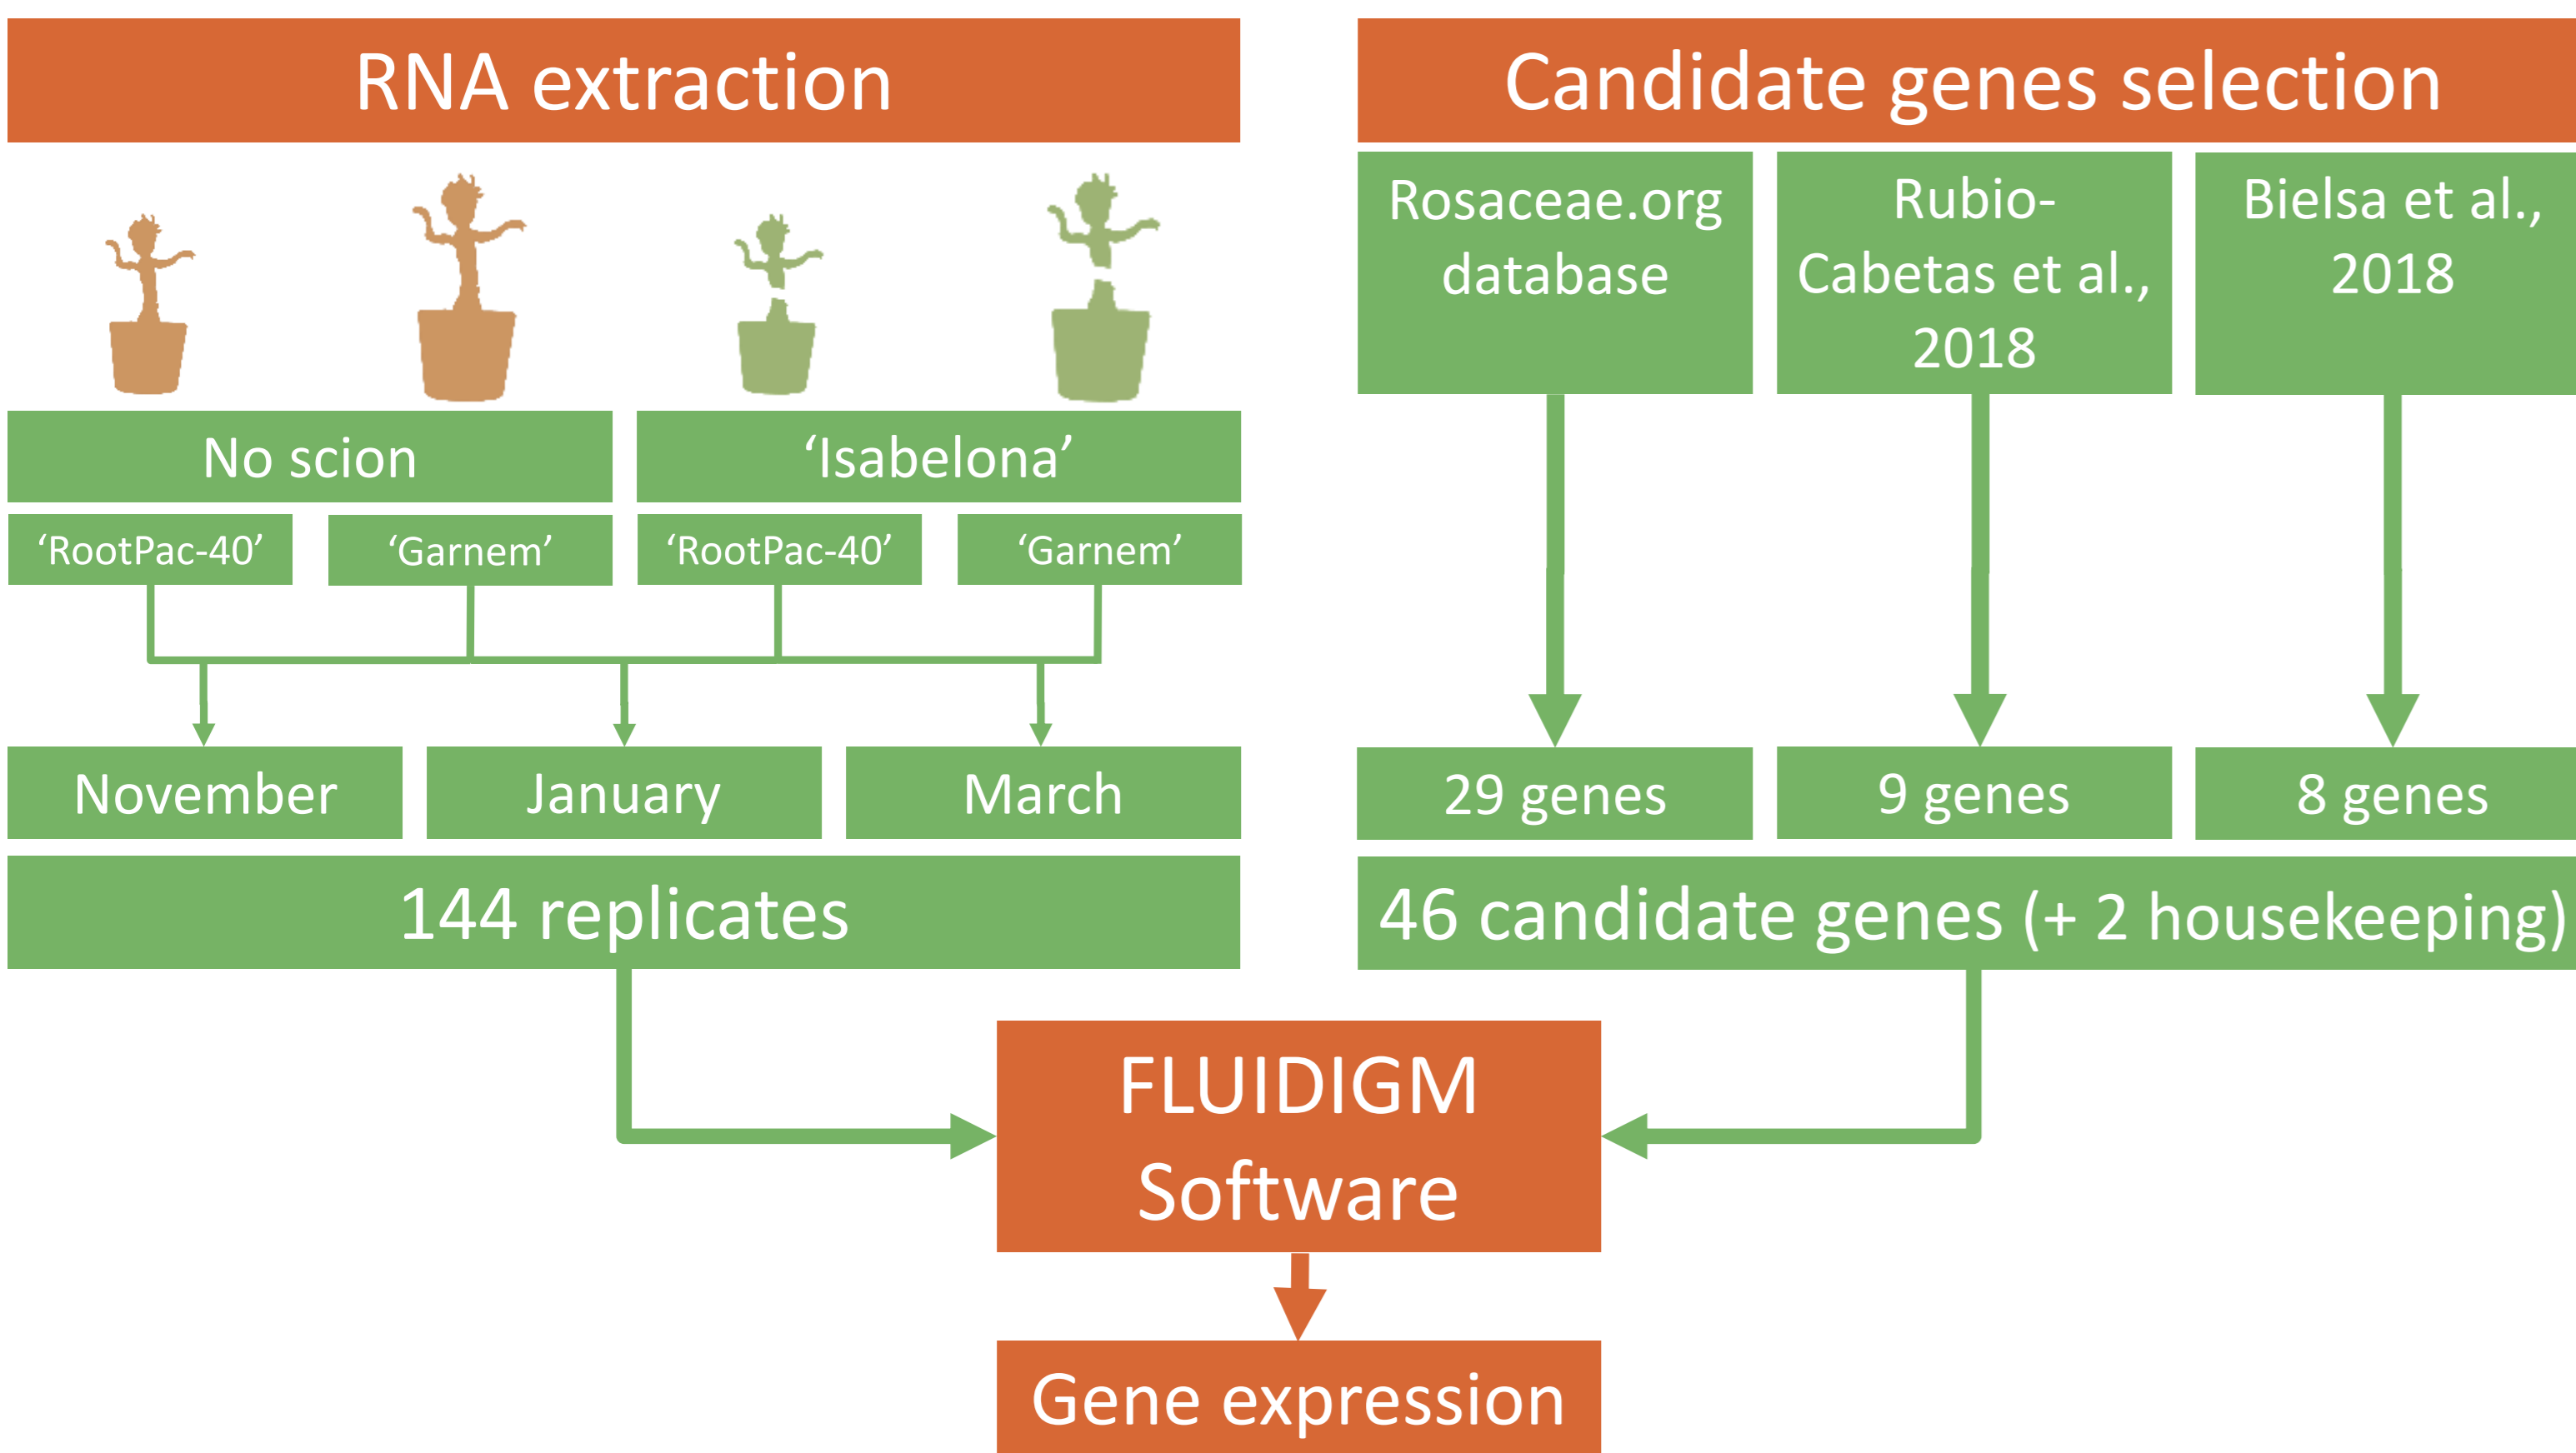 RNA extraction
Candidate genes selection
Rosaceae.org
database
Rubio-
Cabetas et al.,
2018
Bielsa et al.,
2018
No scion
‘Isabelona’
‘RootPac-40’
‘Garnem’
‘RootPac-40’
‘Garnem’
November
January
March
29 genes
9 genes
8 genes
144 replicates
46 candidate genes (+ 2 housekeeping)
FLUIDIGM
Software
Gene expression